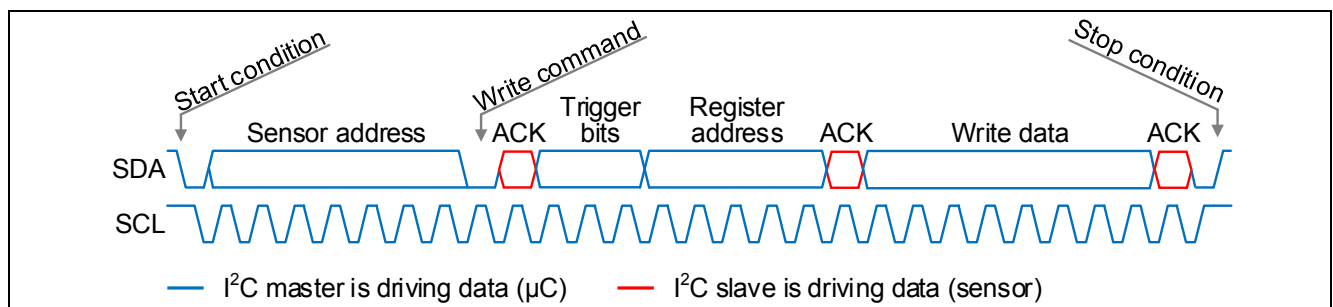 Start condition
Write command
Stop condition
Sensor address ACK Trigger bits Register address ACK Write data ACK
SDA
SCL
I²C master is driving data (µC) I²C slave is driving data (sensor)